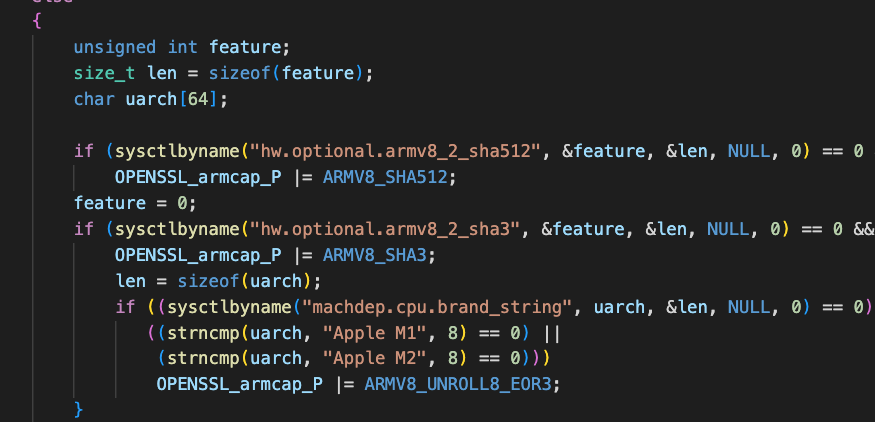 else
{
unsigned int feature;
size_t len = sizeof(feature);
char uarch[64];
if (sysctlbyname("hw.optional.armv8_2_sha512", &feature, &len, NULL, 0) == 0
OPENSSL_armcap_P |= ARMV8_SHA512;
feature = 0;
if (sysctlbyname("hw.optional.armv8_2_sha3", &feature, &len, NULL, 0) == 0 &&
OPENSSL_armcap_P |= ARMV8_SHA3;
len = sizeof(uarch);
if ((sysctlbyname("machdep.cpu.brand_string", uarch, &len, NULL, 0) == 0)
((strncmp(uarch, "Apple M1", 8) == 0) ||
(strncmp(uarch, "Apple M2", 8) == 0)))
OPENSSL_armcap_P |= ARMV8_UNROLL8_EOR3;
}